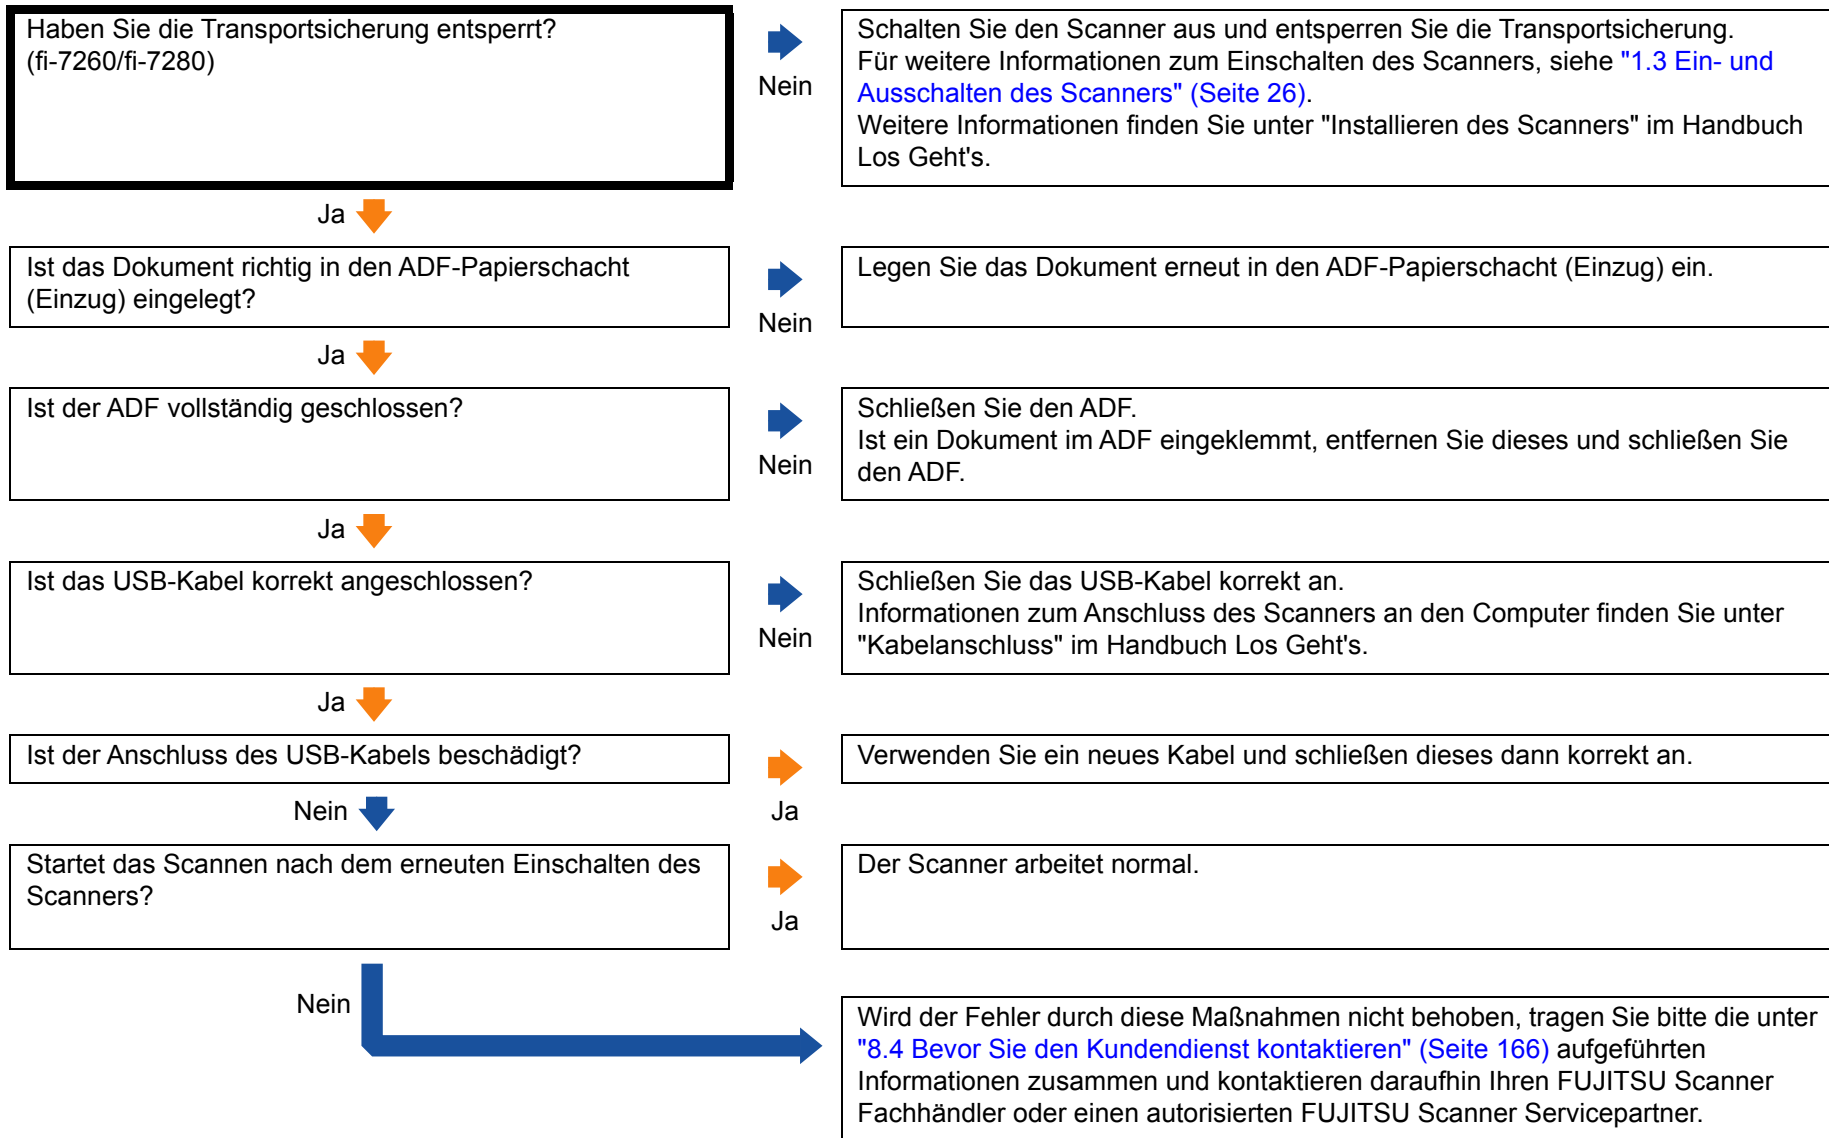 Haben Sie die Transportsicherung entsperrt?
(fi-7260/fi-7280)
Nein
Schalten Sie den Scanner aus und entsperren Sie die Transportsicherung.
Für weitere Informationen zum Einschalten des Scanners, siehe "1.3 Ein- und
Ausschalten des Scanners" (Seite 26).
Weitere Informationen finden Sie unter "Installieren des Scanners" im Handbuch
Los Geht's.
Ja
Ist das Dokument richtig in den ADF-Papierschacht
(Einzug) eingelegt?
Nein
Legen Sie das Dokument erneut in den ADF-Papierschacht (Einzug) ein.
Ja
Ist der ADF vollständig geschlossen?
Nein
Schließen Sie den ADF.
Ist ein Dokument im ADF eingeklemmt, entfernen Sie dieses und schließen Sie
den ADF.
Ja
Ist das USB-Kabel korrekt angeschlossen?
Nein
Schließen Sie das USB-Kabel korrekt an.
Informationen zum Anschluss des Scanners an den Computer finden Sie unter
"Kabelanschluss" im Handbuch Los Geht's.
Ja
Ist der Anschluss des USB-Kabels beschädigt?
Ja
Verwenden Sie ein neues Kabel und schließen dieses dann korrekt an.
Nein
Startet das Scannen nach dem erneuten Einschalten des
Scanners?
Ja
Der Scanner arbeitet normal.
Nein
Wird der Fehler durch diese Maßnahmen nicht behoben, tragen Sie bitte die unter
"8.4 Bevor Sie den Kundendienst kontaktieren" (Seite 166) aufgeführten
Informationen zusammen und kontaktieren daraufhin Ihren FUJITSU Scanner
Fachhändler oder einen autorisierten FUJITSU Scanner Servicepartner.